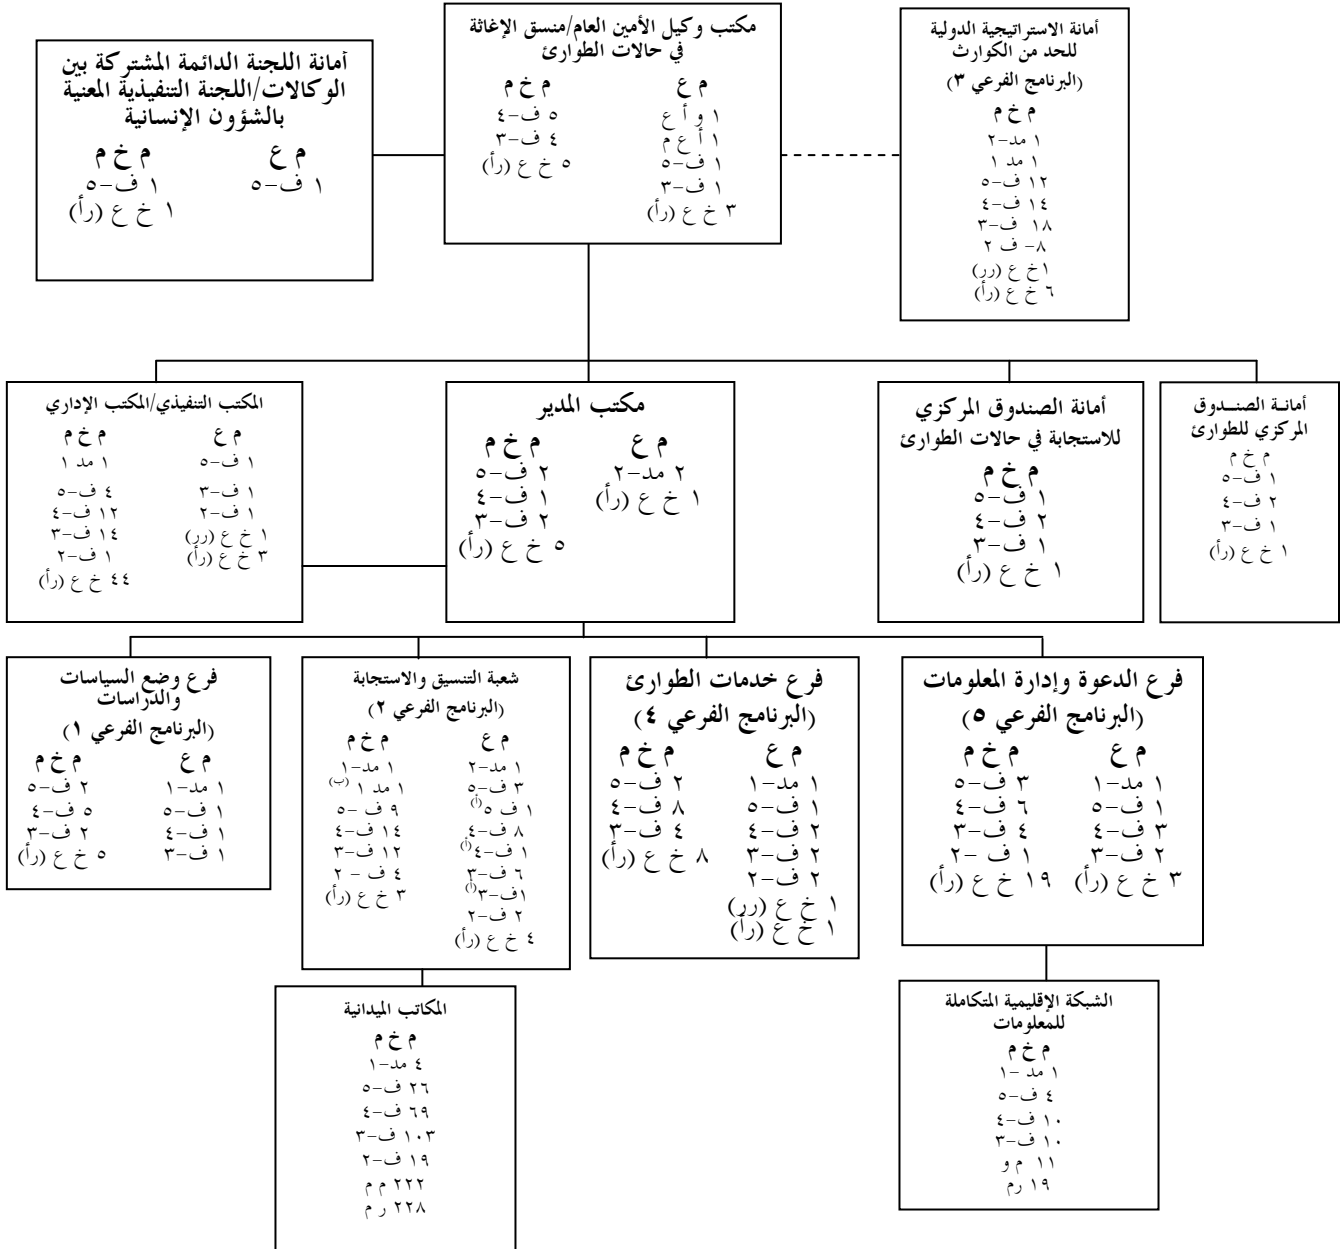 مكتب وكيل الأمين العام/منسق الإغاثة
في حالات الطوارئ
م ع
١ و أ ع
١ أ ع م
١ ف-٥
١ ف-٣
٣ خ ع (رأ)
م خ م
٥ ف-٤
٤ ف-٣
٥ خ ع (رأ)
أمانة الاستراتيجية الدولية
للحد من الكوارث
(البرنامج الفرعي ٣)
م خ م
١ مد-٢
١ مد ١
١٢ ف-٥
١٤ ف-٤
١٨ ف-٣
٨- ف ٢
١خ ع (رر)
٦ خ ع (رأ)
أمانة اللجنة الدائمة المشتركة بين
الوكالات/اللجنة التنفيذية المعنية
بالشؤون الإنسانية
م ع
١ ف-٥
م خ م
١ ف-٥
١ خ ع (رأ)
أمانـة الصنــدوق
المركزي للطوارئ
م خ م
١ ف-٥
٢ ف-٤
١ ف-٣
١ خ ع (رأ)
أمانة الصندوق المركزي
للاستجابة في حالات الطوارئ
م خ م
١ ف-٥
٢ ف-٤
١ ف-٣
١ خ ع (رأ)
مكتب المدير
م ع
٢ مد-٢
١ خ ع (رأ)
م خ م
٢ ف-٥
١ ف-٤
٢ ف-٣
٥ خ ع (رأ)
المكتب التنفيذي/المكتب الإداري
م ع
١ ف-٥
١ ف-٣
١ ف-٢
١ خ ع (رر)
٣ خ ع (رأ)
م خ م
١ مد ١
٤ ف-٥
١٢ ف-٤
١٤ ف-٣
١ ف-٢
٤٤ خ ع (رأ)
فرع الدعوة وإدارة المعلومات
(البرنامج الفرعي ٥)
م ع
١ مد-١
١ ف-٥
٣ ف-٤
٢ ف-٣
٣ خ ع (رأ)
م خ م
٣ ف-٥
٦ ف-٤
٤ ف-٣
١ ف -٢
١٩ خ ع (رأ)
فرع خدمات الطوارئ
(البرنامج الفرعي ٤)
م ع
١ مد-١
١ ف-٥
٢ ف-٤
٢ ف-٣
٢ ف-٢
١ خ ع (رر)
١ خ ع (رأ)
م خ م
٢ ف-٥
٨ ف-٤
٤ ف-٣
٨ خ ع (رأ)
شعبة التنسيق والاستجابة
(البرنامج الفرعي ٢)
م ع
١ مد-٢
٣ ف-٥
١ ف ٥(أ)
٨ ف-٤
١ ف-٤(أ)
٦ ف-٣
١ف-٣(أ)
٢ ف-٢
٤ خ ع (رأ)
م خ م
١ مد-١
١ مد ١ (ب)
٩ ف -٥
١٤ ف-٤
١٢ ف-٣
٤ ف - ٢
٣ خ ع (رأ)
فرع وضع السياسات
والدراسات
(البرنامج الفرعي ١)
م ع
١ مد-١
١ ف-٥
١ ف-٤
١ ف-٣
م خ م
٢ ف-٥
٥ ف-٤
٢ ف-٣
٥ خ ع (رأ)
الشبكة الإقليمية المتكاملة
للمعلومات
م خ م
١ مد -١
٤ ف-٥
١٠ ف-٤
١٠ ف-٣
١١ م و
١٩ رم
المكاتب الميدانية
م خ م
٤ مد-١
٢٦ ف-٥
٦٩ ف-٤
١٠٣ ف-٣
١٩ ف-٢
٢٢٢ م م
٢٢٨ ر م